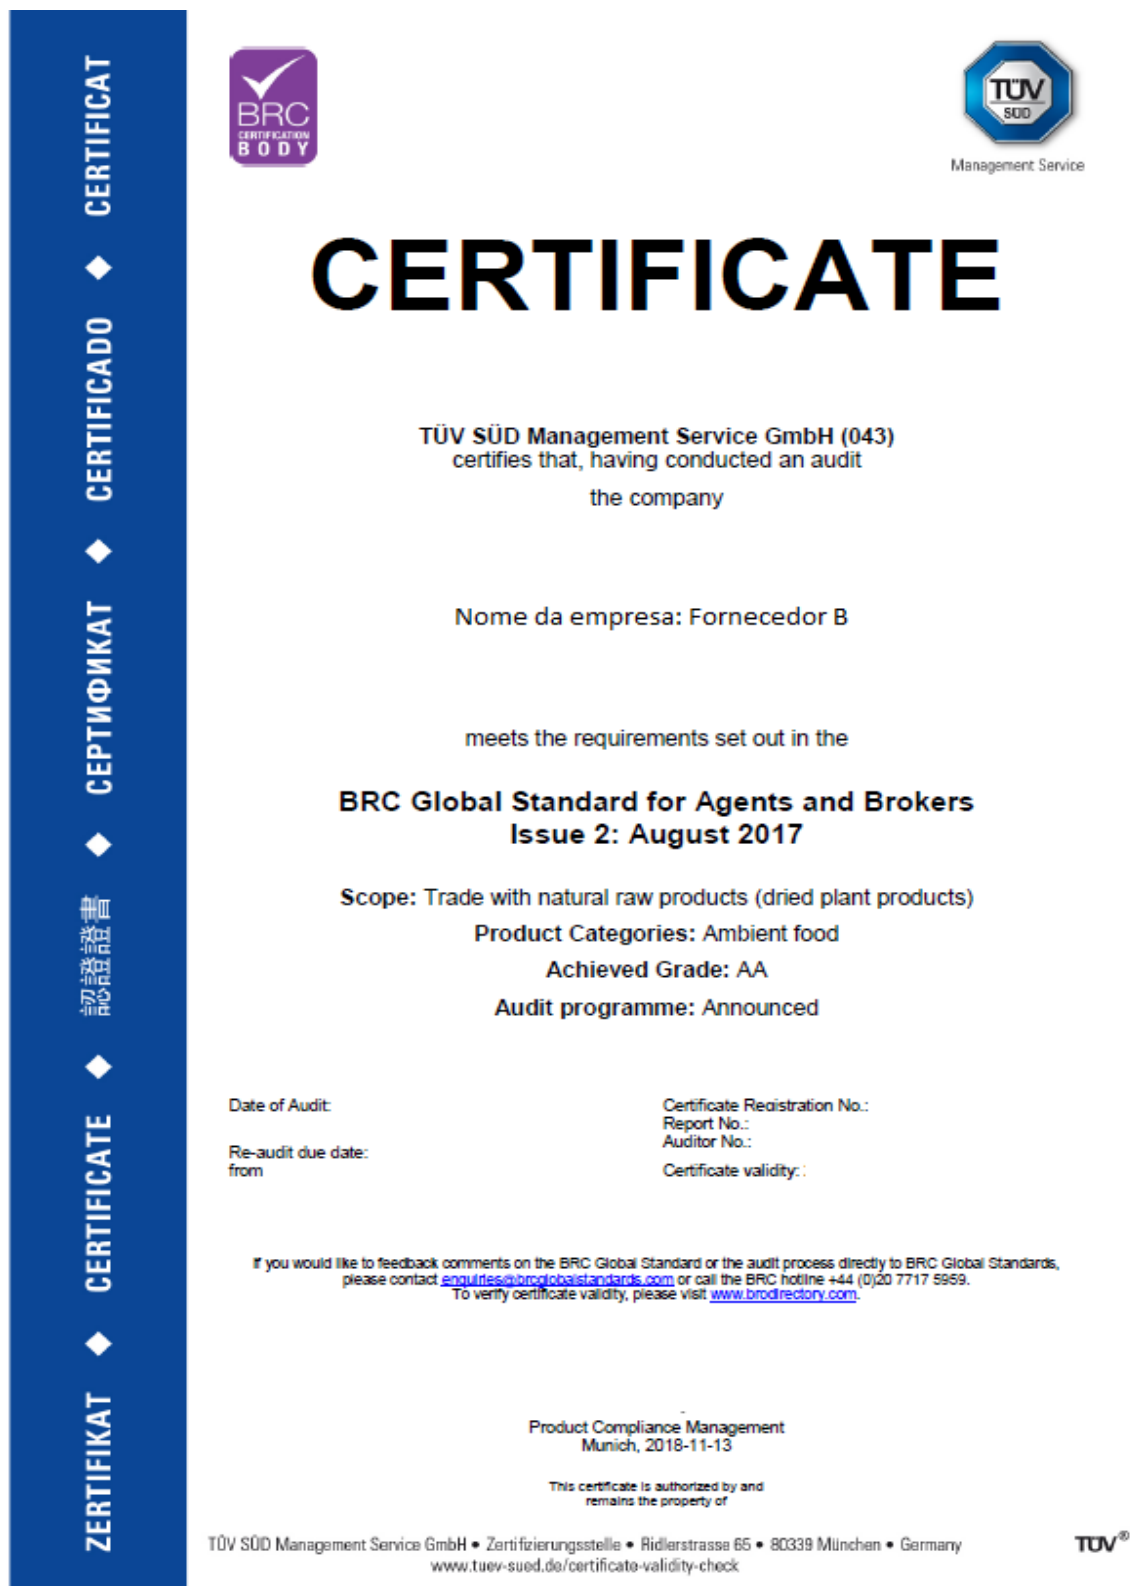 BRC
CERTIFICATION
BODY
TÜV
SÜD
Management Service
CERTIFICATE
TÜV SÜD Management Service GmbH (043)
certifies that, having conducted an audit
the company
Nome da empresa: Fornecedor B
meets the requirements set out in the
BRC Global Standard for Agents and Brokers
Issue 2: August 2017
Scope: Trade with natural raw products (dried plant products)
Product Categories: Ambient food
Achieved Grade: AA
Audit programme: Announced
Date of Audit:
Re-audit due date:
from
Certificate Registration No.:
Report No.:
Auditor No.:
Certificate validity:
If you would like to feedback comments on the BRC Global Standard or the audit process directly to BRC Global Standards,
please contact enquiries@brcglobalstandards.com or call the BRC hotline +44 (0)20 7717 5959.
To verify certificate validity, please visit www.brcdirectory.com.
Product Compliance Management
Munich, 2018-11-13
This certificate is authorized by and
remains the property of
TÜV SÜD Management Service GmbH • Zertifizierungsstelle • Ridlerstrasse 65 • 80339 München • Germany
www.tuev-sued.de/certificate-validity-check
TÜV®
ZERTIFIKAT ◆ CERTIFICATE ◆ 認證證書 ◆ СЕРТИФИКАТ ◆ CERTIFICADO ◆ CERTIFICAT